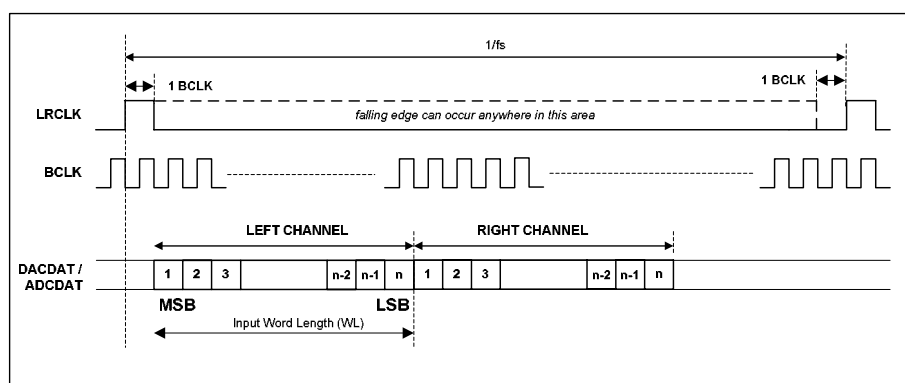 1/fs
1 BCLK
1 BCLK
LRCLK
falling edge can occur anywhere in this area
BCLK
LEFT CHANNEL
RIGHT CHANNEL
DACDAT /
ADCDAT
1 2 3 n-2 n-1 n 1 2 3 n-2 n-1 n
MSB
LSB
Input Word Length (WL)